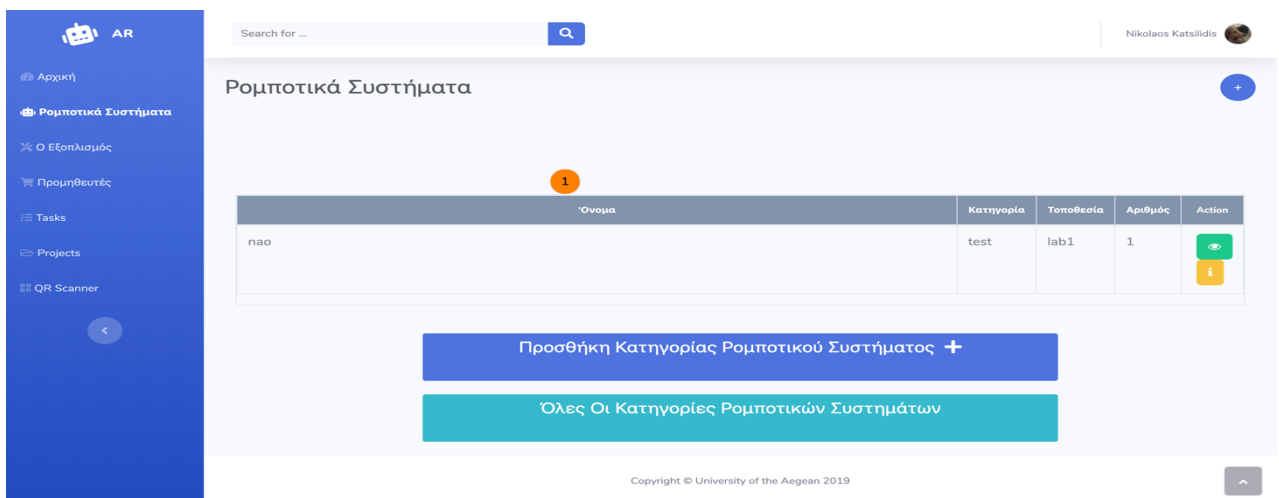 AR
Search for ...
Nikolaos Katsilidis
Αρχική
Ρομποτικά Συστήματα
Ο Εξοπλισμός
Προμηθευτές
Tasks
Projects
QR Scanner
Ρομποτικά Συστήματα
+
1
'Ονομα Κατηγορία Τοποθεσία Αριθμός Action
nao test lab1 1
Προσθήκη Κατηγορίας Ρομποτικού Συστήματος +
Όλες Οι Κατηγορίες Ρομποτικών Συστημάτων
Copyright © University of the Aegean 2019